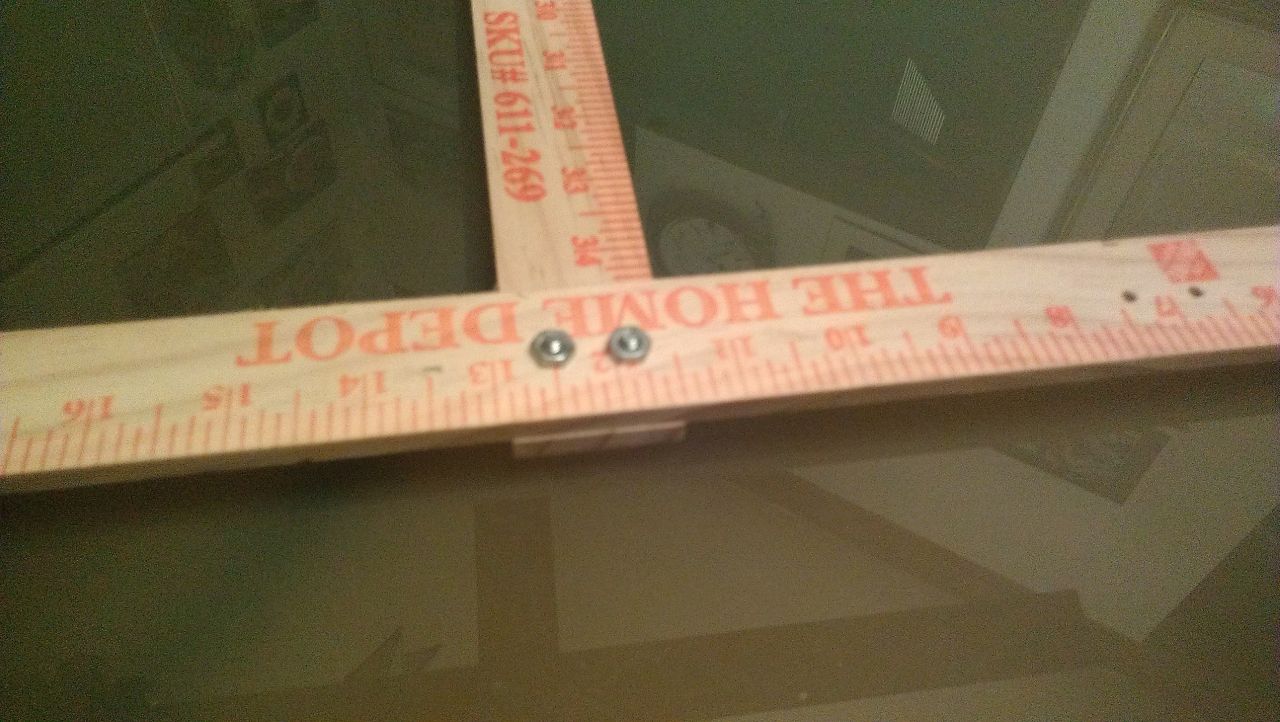 SKU# 611-269
30 31 32 33 34
THE HOME DEPOT
6 7 8 9 10 11 12 13 14 15 16